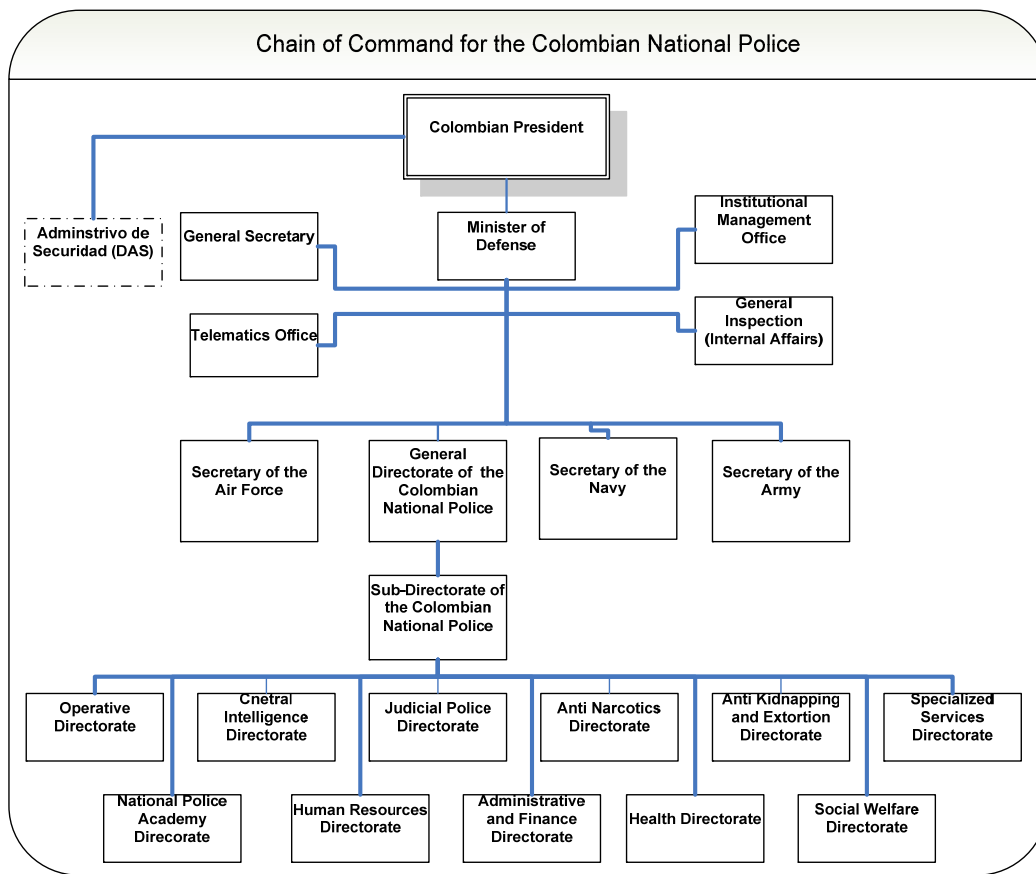 Chain of Command for the Colombian National Police
Colombian President
Adminstrivo de
Securidad (DAS)
General Secretary
Minister of
Defense
Institutional
Management
Office
Telematics Office
General
Inspection
(Internal Affairs)
Secretary of the
Air Force
General
Directorate of the
Colombian
National Police
Secretary of the
Navy
Secretary of the
Army
Sub-Directorate of
the Colombian
National Police
Operative
Directorate
Cnetral
Intelligence
Directorate
Judicial Police
Directorate
Anti Narcotics
Directorate
Anti Kidnapping
and Extortion
Directorate
Specialized
Services
Directorate
National Police
Academy
Direcorate
Human Resources
Directorate
Administrative
and Finance
Directorate
Health Directorate
Social Welfare
Directorate